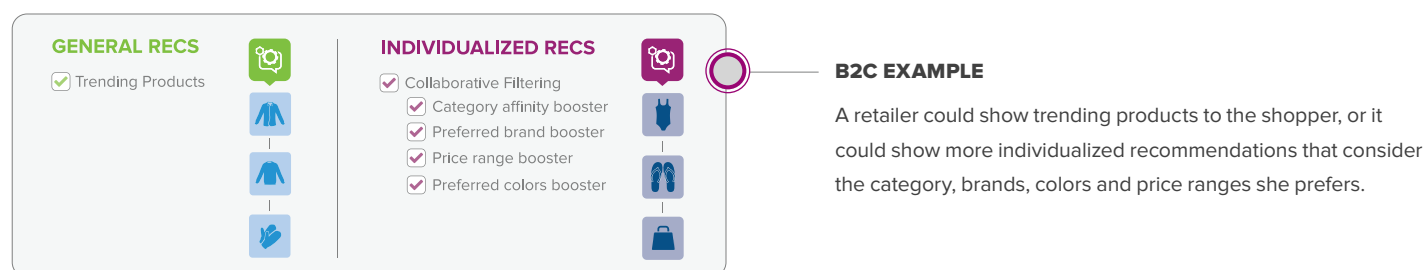 GENERAL RECS
Trending Products
INDIVIDUALIZED RECS
Collaborative Filtering
Category affinity booster
Preferred brand booster
Price range booster
Preferred colors booster
B2C EXAMPLE
A retailer could show trending products to the shopper, or it
could show more individualized recommendations that consider
the category, brands, colors and price ranges she prefers.